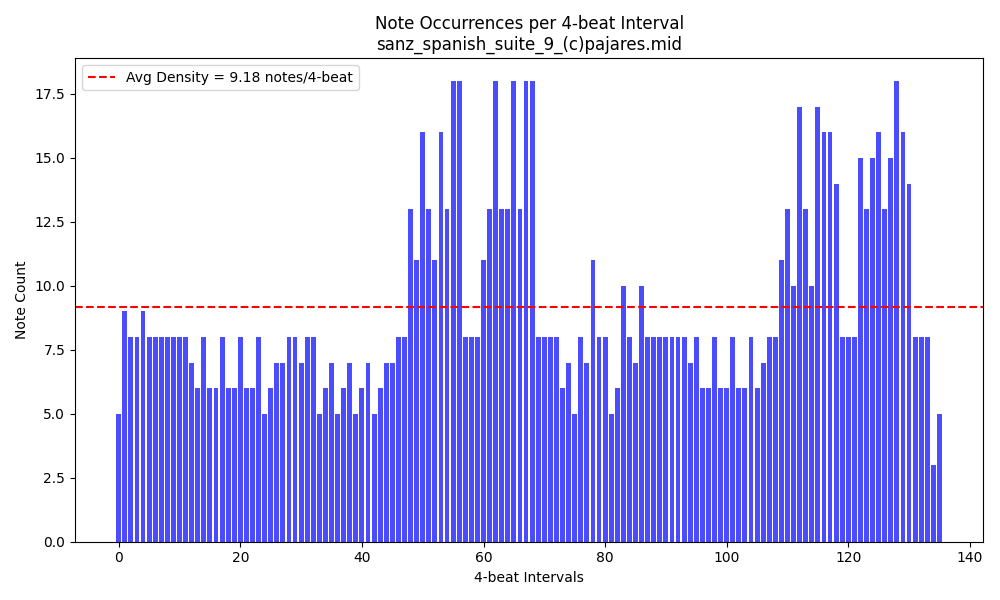 Note Occurrences per 4-beat Interval
sanz_spanish_suite_9_(c)pajares.mid
Avg Density = 9.18 notes/4-beat
17.5
15.0
12.5
10.0
7.5
5.0
2.5
0.0
Note Count
0 20 40 60 80 100 120 140
4-beat Intervals